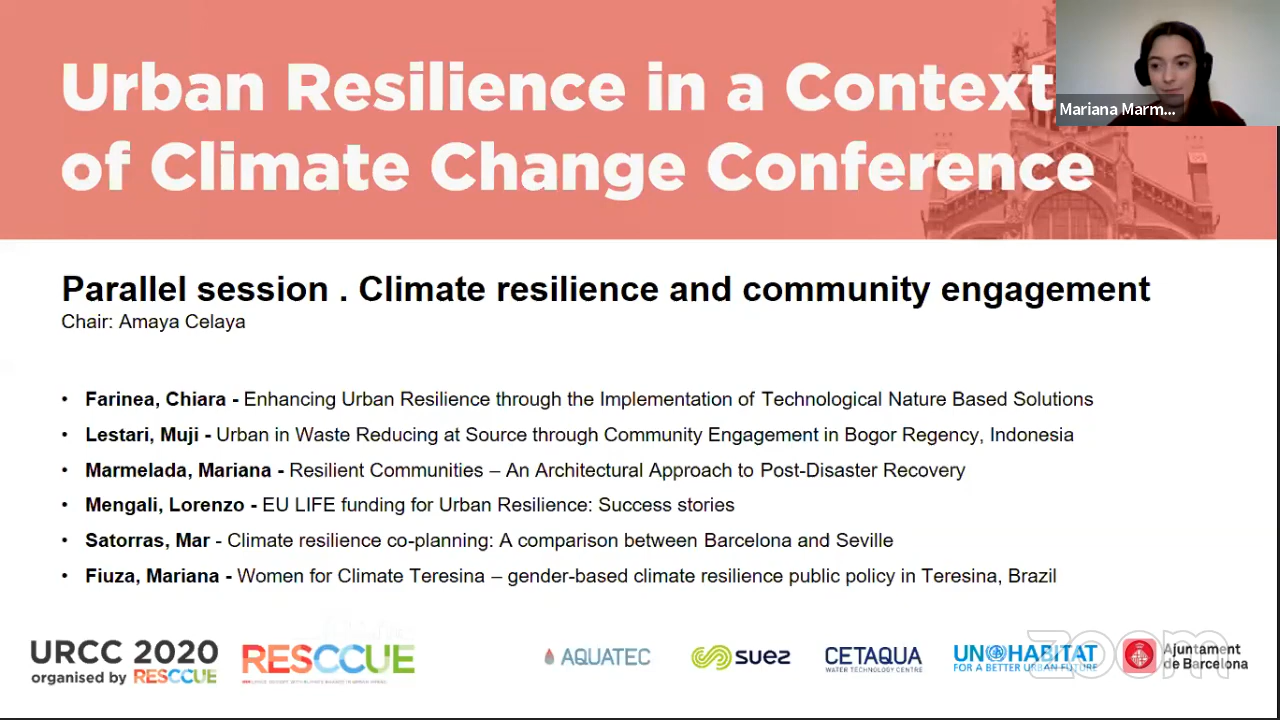 Urban Resilience in a Context
of Climate Change Conference
Mariana Marm...
Parallel session . Climate resilience and community engagement
Chair: Amaya Celaya
• Farinea, Chiara - Enhancing Urban Resilience through the Implementation of Technological Nature Based Solutions
• Lestari, Muji - Urban in Waste Reducing at Source through Community Engagement in Bogor Regency, Indonesia
• Marmelada, Mariana - Resilient Communities – An Architectural Approach to Post-Disaster Recovery
• Mengali, Lorenzo - EU LIFE funding for Urban Resilience: Success stories
• Satorras, Mar - Climate resilience co-planning: A comparison between Barcelona and Seville
• Fiuza, Mariana - Women for Climate Teresina – gender-based climate resilience public policy in Teresina, Brazil
URCC 2020
organised by RESCCUE
RESCCUE
AQUATEC
suez
CETAQUA
WATER TECHNOLOGY CENTRE
UN HABITAT
FOR A BETTER URBAN FUTURE
zoom
Ajuntament
de Barcelona